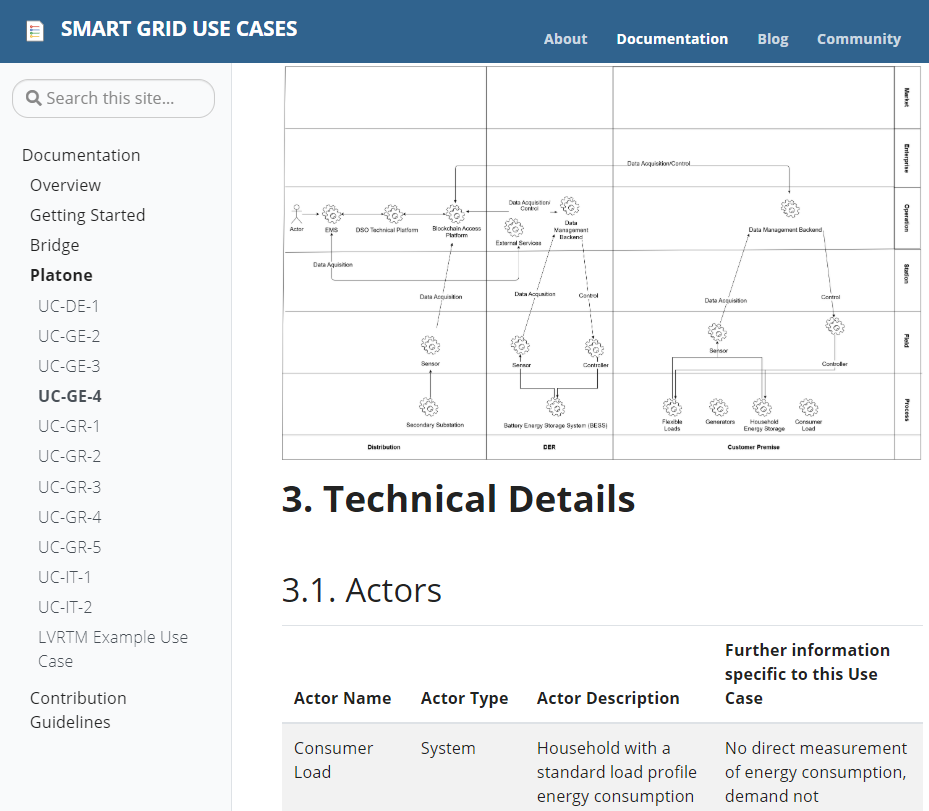 SMART GRID USE CASES
About
Documentation
Blog
Community
Search this site...
Documentation
Overview
Getting Started
Bridge
Platone
UC-DE-1
UC-GE-2
UC-GE-3
UC-GE-4
UC-GR-1
UC-GR-2
UC-GR-3
UC-GR-4
UC-GR-5
UC-IT-1
UC-IT-2
LVRTM Example Use
Case
Contribution
Guidelines
Market
Enterprise
Data Acquisition/Control
Operation
Data Acquisition/
Control
Actor
EMS
DSO Technical Platform
Blockchain Access
Platform
External Services
Data
Management
Backend
Data Management Backend
Station
Data Aquisition
Data Acquisition
Data Acquisition
Control
Data Acquisition
Control
Field
Sensor
Sensor
Controller
Sensor
Controller
Process
Secondary Substation
Battery Energy Storage System (BESS)
Flexible
Loads
Generators
Household
Energy Storage
Consumer
Load
Distribution
DER
Customer Premise
3. Technical Details
3.1. Actors
Actor Name
Actor Type
Actor Description
Further information
specific to this Use
Case
Consumer
Load
System
Household with a
standard load profile
energy consumption
No direct measurement
of energy consumption,
demand not